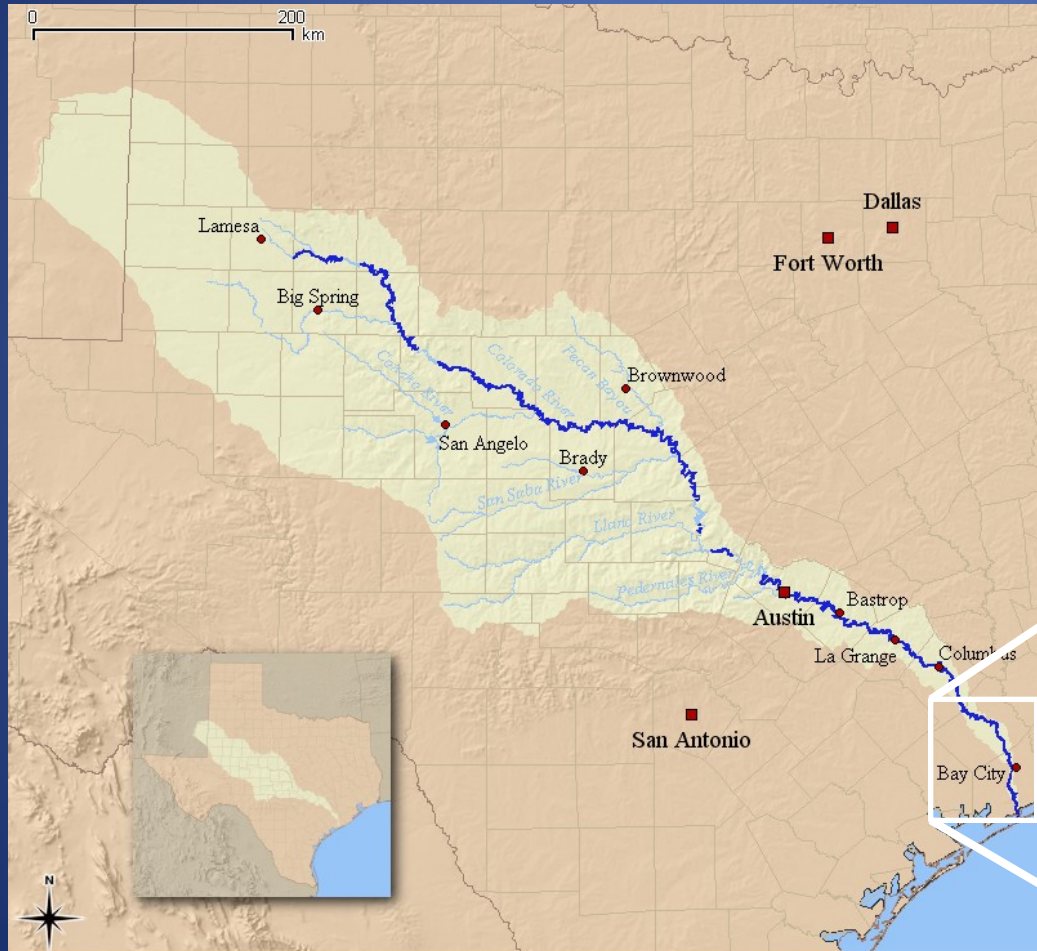 0
200
km
Dallas
Fort Worth
Lamesa
Big Spring
Colorado River
Pecan Bayou
Concho River
Brownwood
San Angelo
Brady
San Saba River
Llano River
Pedernales River
Bastrop
Austin
La Grange
Columbus
San Antonio
Bay City
N